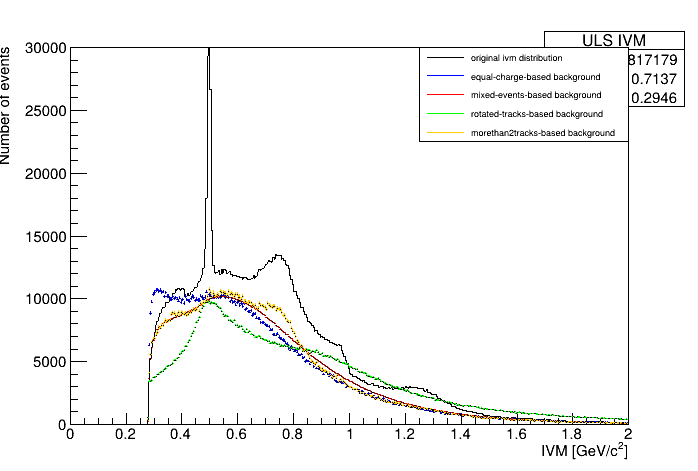 ULS IVM
817179
0.7137
0.2946
original ivm distribution
equal-charge-based background
mixed-events-based background
rotated-tracks-based background
morethan2tracks-based background
Number of events
30000
25000
20000
15000
10000
5000
0
0 0.2 0.4 0.6 0.8 1 1.2 1.4 1.6 1.8 2
IVM [GeV/c²]